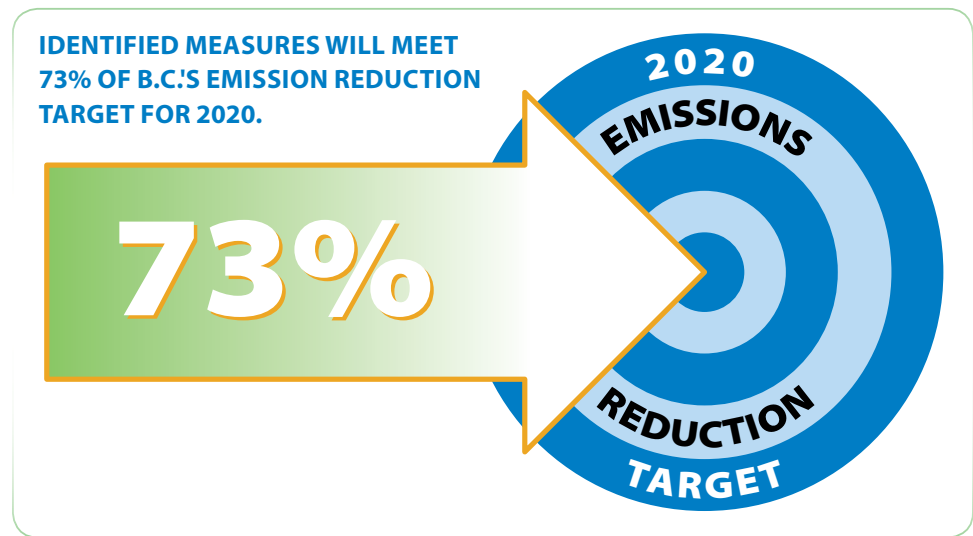 IDENTIFIED MEASURES WILL MEET
73% OF B.C.'S EMISSION REDUCTION
TARGET FOR 2020.
73%
2020
EMISSIONS
REDUCTION
TARGET